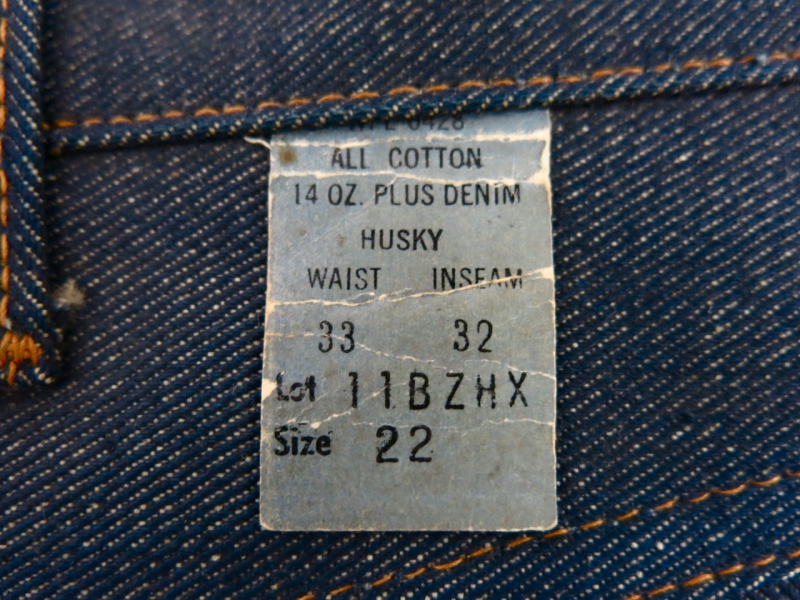 ALL COTTON
14 OZ. PLUS DENIM
HUSKY
WAIST INSEAM
33 32
Lot 11BZHX
Size 22